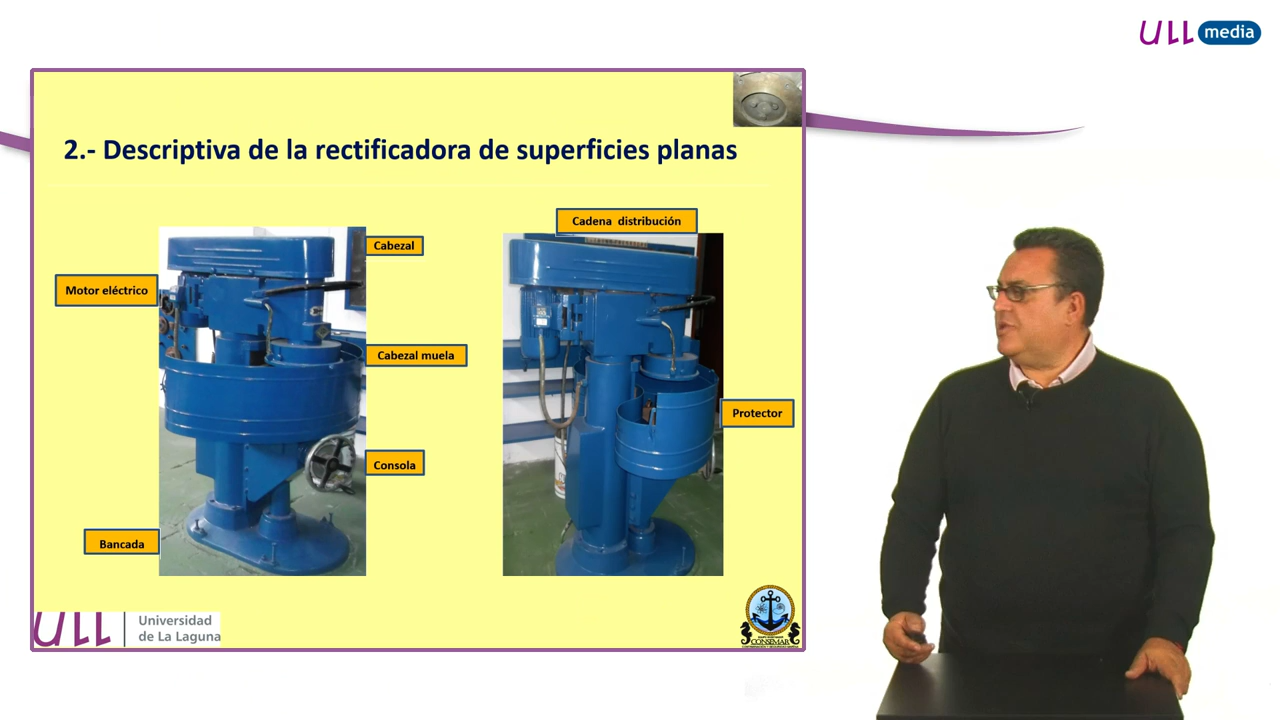 ULL media
2.- Descriptiva de la rectificadora de superficies planas
Cadena distribución
Cabezal
Motor eléctrico
Cabezal muela
Protector
Consola
Bancada
ULL
Universidad
de La Laguna
CONSEMAR